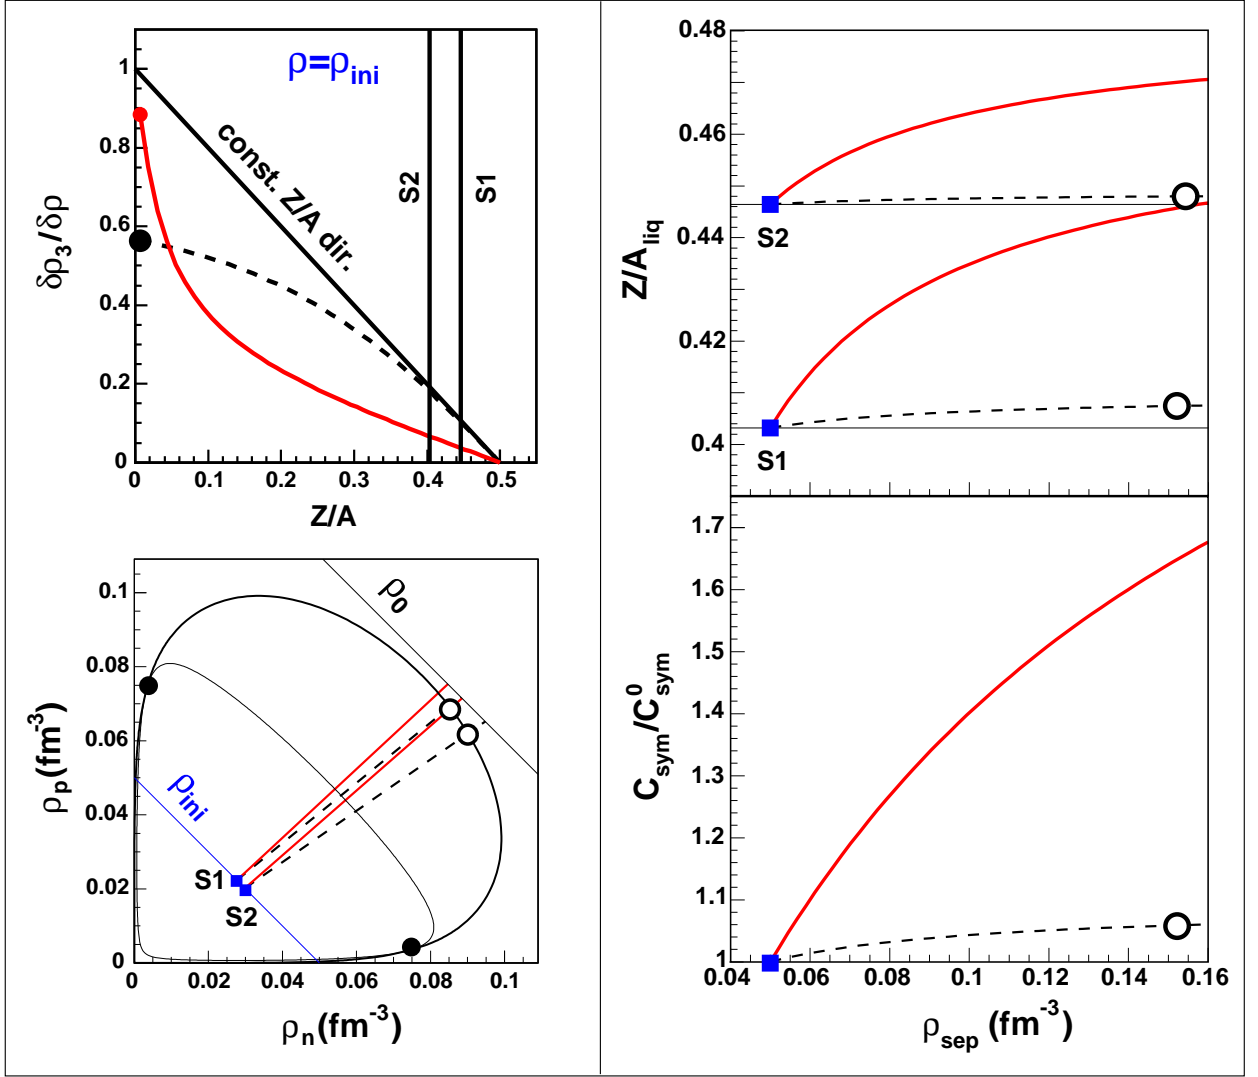 ρ=ρini
1
0.8
0.6
0.4
0.2
0
const. Z/A dir.
S2
S1
δρ3/δρ
0 0.1 0.2 0.3 0.4 0.5
Z/A
0.1
0.08
0.06
0.04
0.02
0
ρ0
ρini
S1
S2
ρp(fm-3)
0 0.02 0.04 0.06 0.08 0.1
ρn(fm-3)
0.48
0.46
0.44
0.42
0.4
S2
S1
Z/Aliq
1.7
1.6
1.5
1.4
1.3
1.2
1.1
1
Csym/C0sym
0.04 0.06 0.08 0.1 0.12 0.14 0.16
ρsep (fm-3)